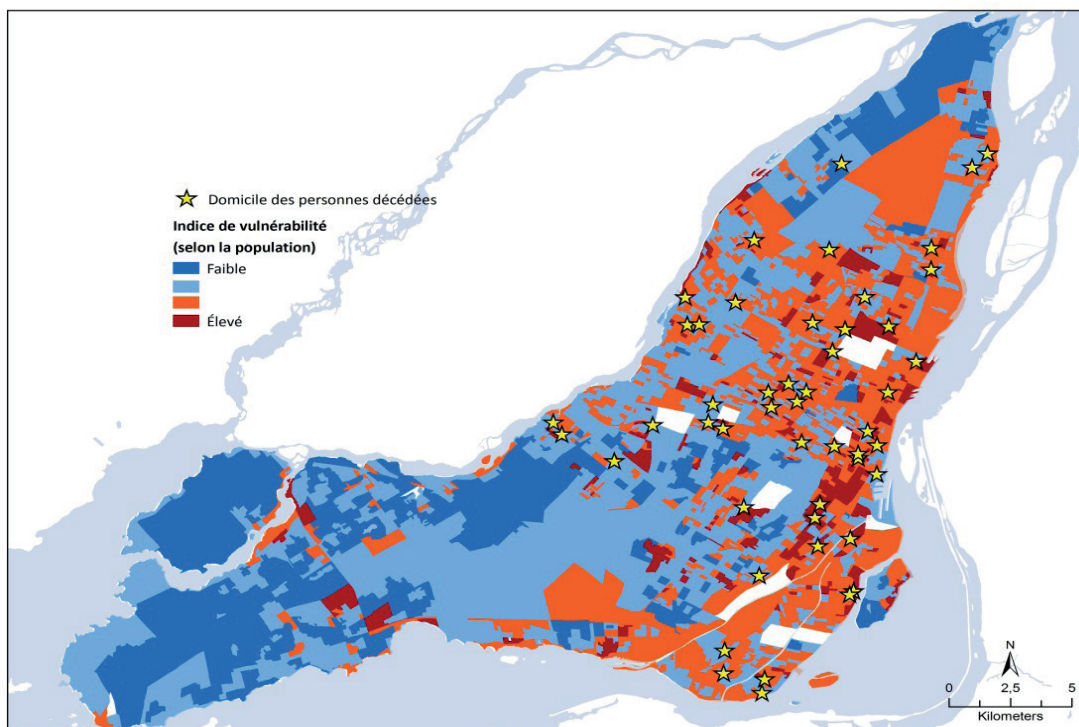 Domicile des personnes décédées
Indice de vulnérabilité
(selon la population)
Faible
Élevé
N
0 2,5 5
Kilometers